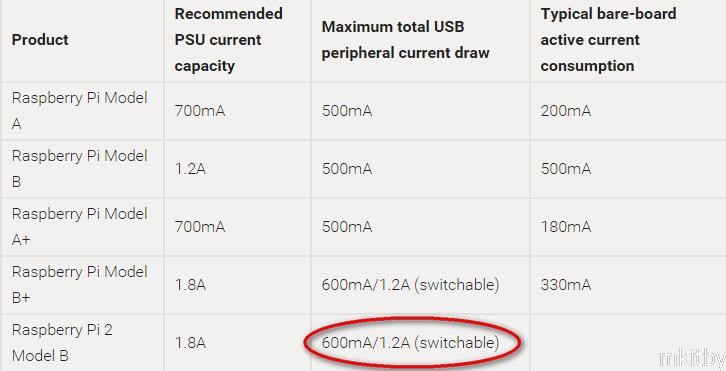 Product
Recommended
PSU current
capacity
Maximum total USB
peripheral current draw
Typical bare-board
active current
consumption
Raspberry Pi Model
A
700mA
500mA
200mA
Raspberry Pi Model
B
1.2A
500mA
500mA
Raspberry Pi Model
A+
700mA
500mA
180mA
Raspberry Pi Model
B+
1.8A
600mA/1.2A (switchable)
330mA
Raspberry Pi 2
Model B
1.8A
600mA/1.2A (switchable)
mkitby